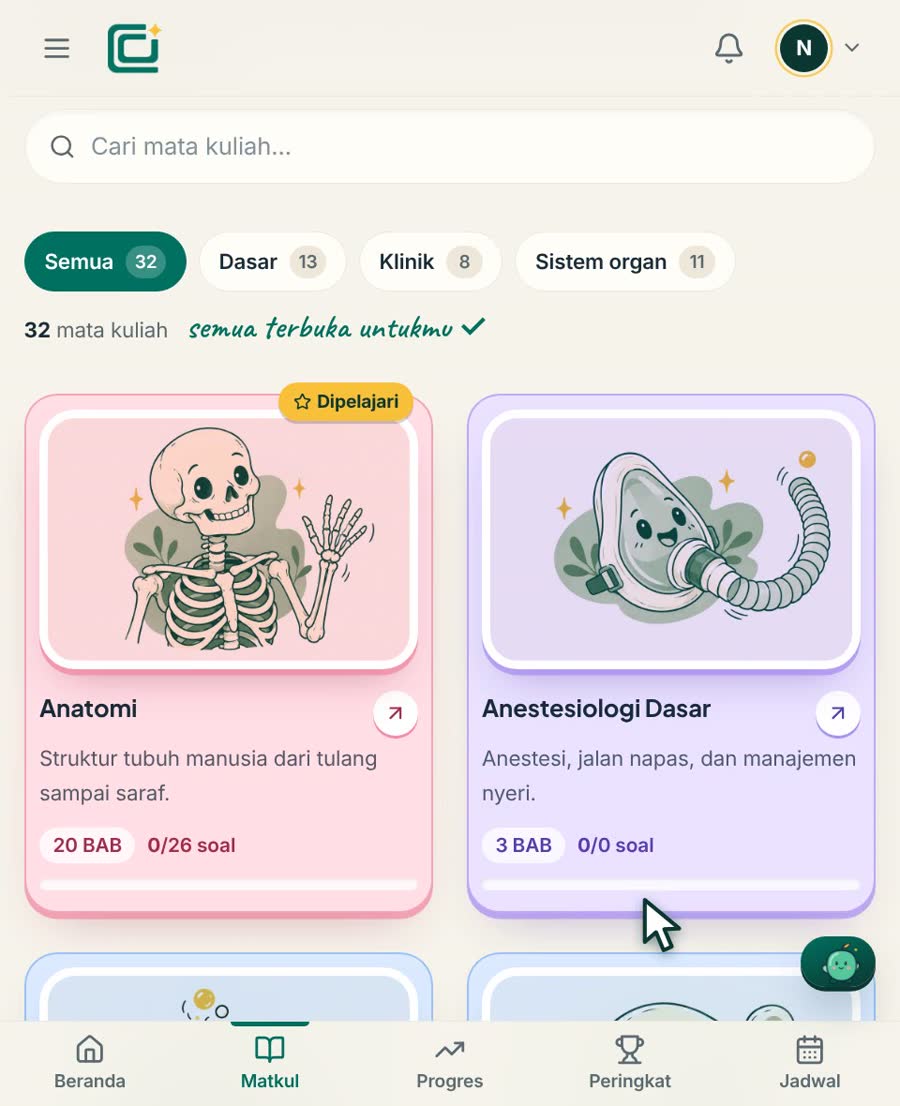 N
Cari mata kuliah...
Semua 32
Dasar 13
Klinik 8
Sistem organ 11
32 mata kuliah semua terbuka untukmu
Dipelajari
Anatomi
Struktur tubuh manusia dari tulang
sampai saraf.
20 BAB 0/26 soal
Anestesiologi Dasar
Anestesi, jalan napas, dan manajemen
nyeri.
3 BAB 0/0 soal
Beranda
Matkul
Progres
Peringkat
Jadwal